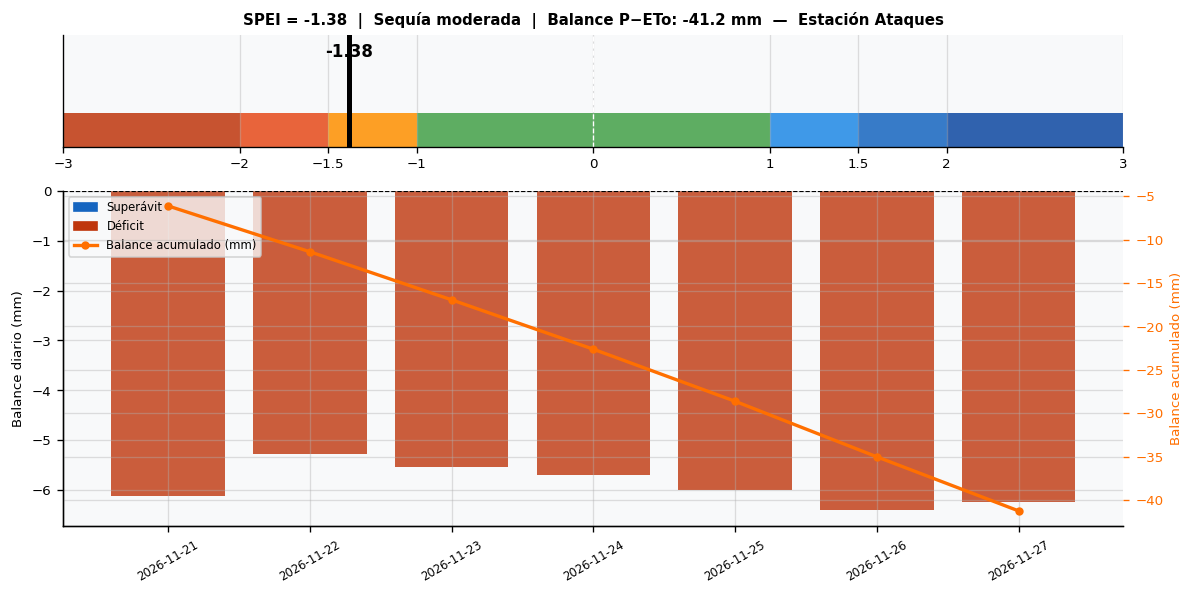 SPEI = -1.38  |  Sequía moderada  |  Balance P−ETo: -41.2 mm  —  Estación Ataques
-1.38
−3 −2 −1.5 −1 0 1 1.5 2 3
Superávit
Déficit
Balance acumulado (mm)
Balance diario (mm)
0
−1
−2
−3
−4
−5
−6
−5
−10
−15
−20
−25
−30
−35
−40
Balance acumulado (mm)
2026-11-21 2026-11-22 2026-11-23 2026-11-24 2026-11-25 2026-11-26 2026-11-27